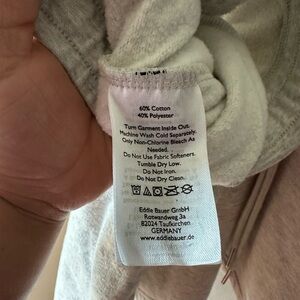 60% Cotton
40% Polyester
Turn Garment Inside Out.
Machine Wash Cold Separately.
Only Non-Chlorine Bleach As
Needed.
Do Not Use Fabric Softeners.
Tumble Dry Low.
Do Not Iron.
Do Not Dry Clean.
Eddie Bauer GmbH
Rotwandweg 3a
82024 Taufkirchen
GERMANY
www.eddiebauer.de